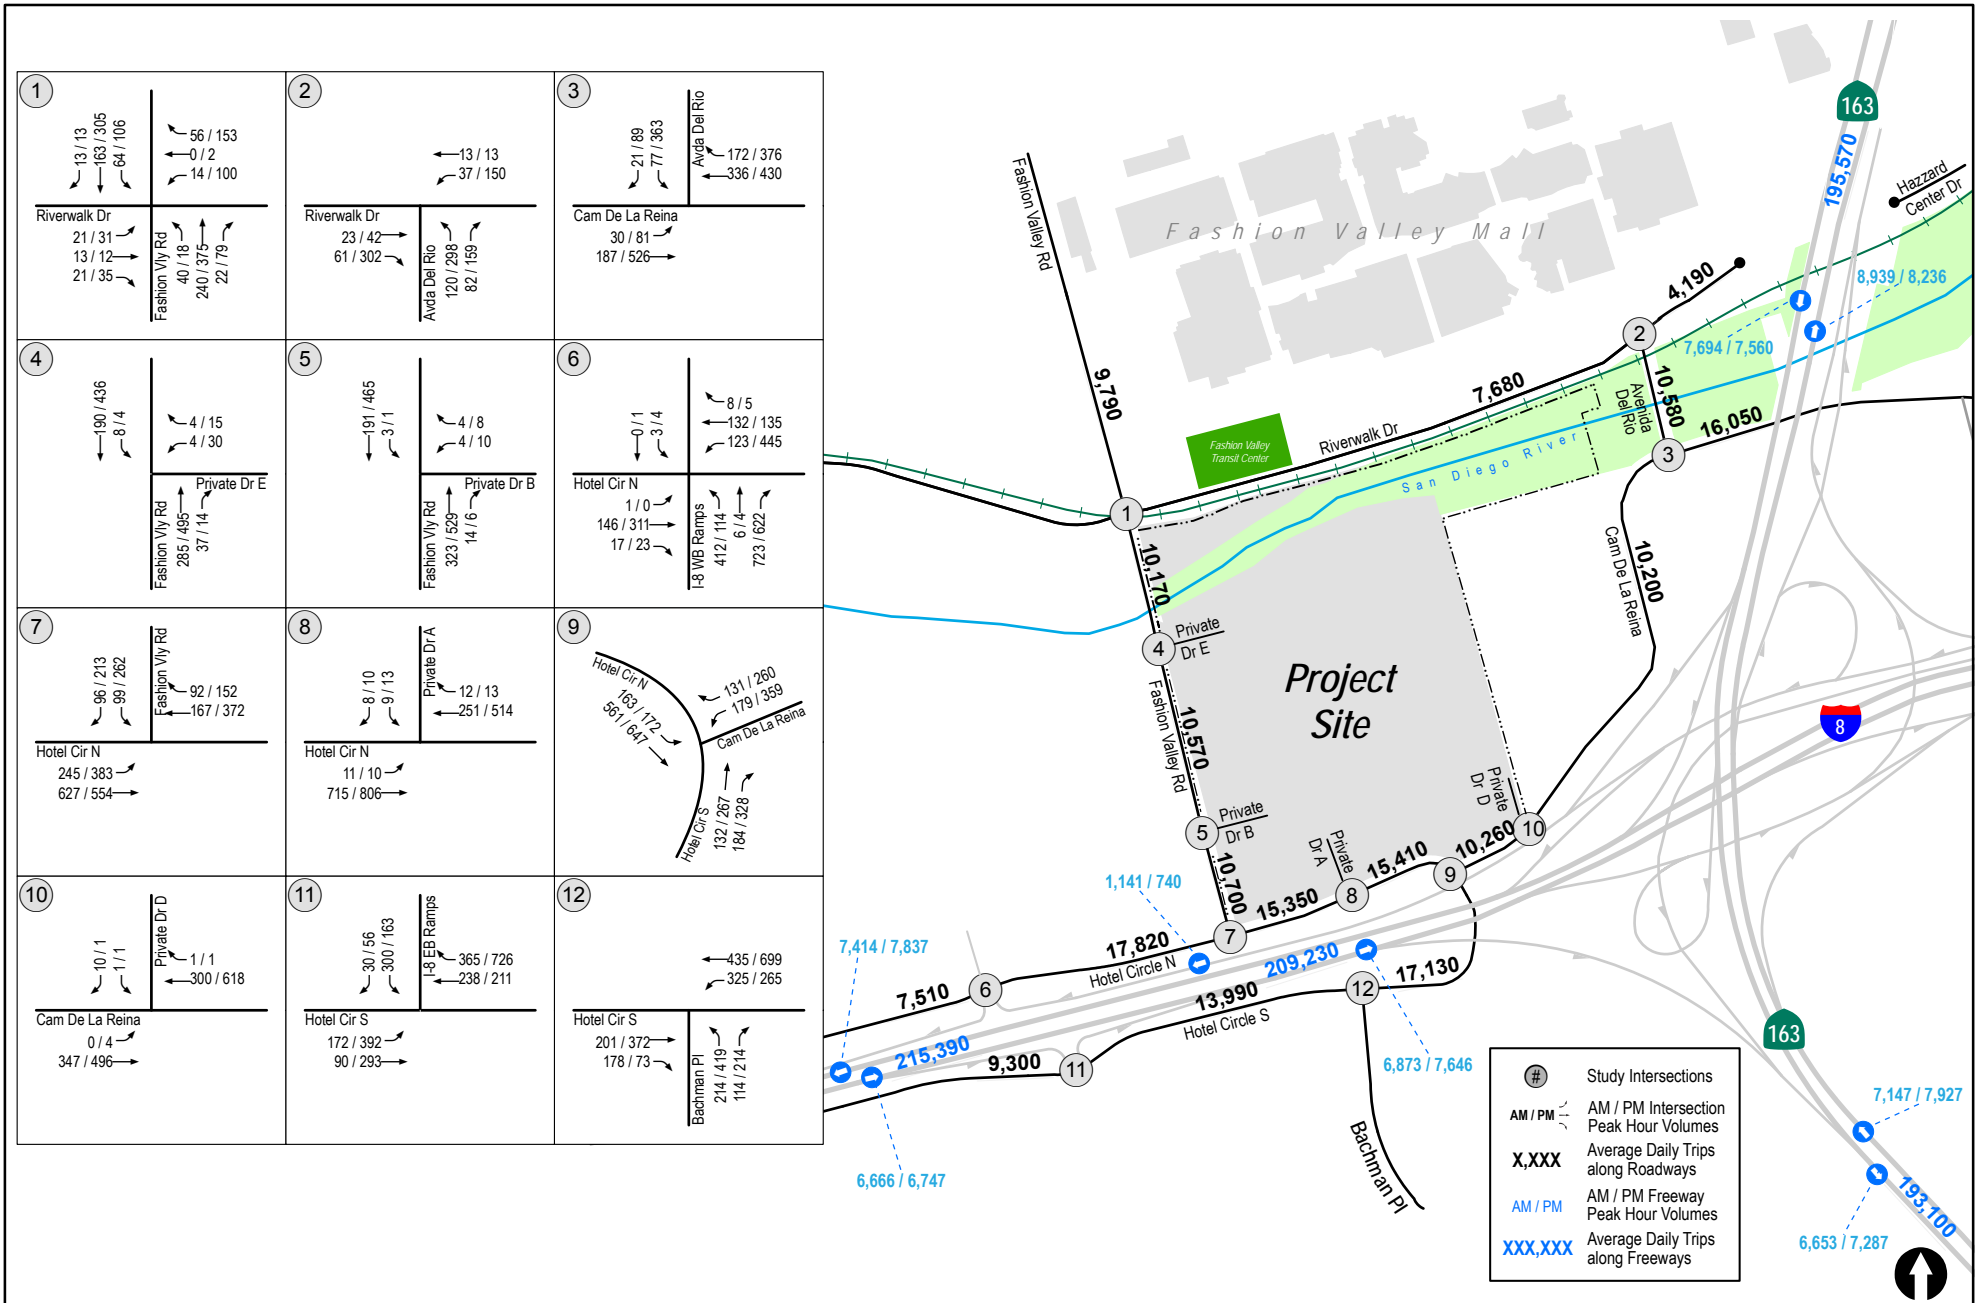 1
13 / 13
163 / 305
64 / 106
56 / 153
0 / 2
14 / 100
Riverwalk Dr
21 / 31
13 / 12
21 / 35
Fashion Vly Rd
40 / 18
240 / 375
22 / 79
2
13 / 13
37 / 150
Riverwalk Dr
23 / 42
61 / 302
Avda Del Rio
120 / 298
82 / 159
3
21 / 89
77 / 363
Avda Del Rio
172 / 376
336 / 430
Cam De La Reina
30 / 81
187 / 526
4
190 / 436
8 / 4
4 / 15
4 / 30
Private Dr E
Fashion Vly Rd
285 / 495
37 / 14
5
191 / 465
3 / 1
4 / 8
4 / 10
Private Dr B
Fashion Vly Rd
323 / 529
14 / 6
6
0 / 1
3 / 4
8 / 5
132 / 135
123 / 445
Hotel Cir N
1 / 0
146 / 311
17 / 23
I-8 WB Ramps
412 / 114
6 / 4
723 / 622
7
96 / 213
99 / 262
Fashion Vly Rd
92 / 152
167 / 372
Hotel Cir N
245 / 383
627 / 554
8
8 / 10
9 / 13
Private Dr A
12 / 13
251 / 514
Hotel Cir N
11 / 10
715 / 806
9
Hotel Cir N
163 / 172
561 / 647
131 / 260
179 / 359
Cam De La Reina
Hotel Cir S
132 / 267
184 / 328
10
10 / 1
1 / 1
Private Dr D
1 / 1
300 / 618
Cam De La Reina
0 / 4
347 / 496
11
30 / 56
300 / 163
I-8 EB Ramps
365 / 726
238 / 211
Hotel Cir S
172 / 392
90 / 293
12
435 / 699
325 / 265
Hotel Cir S
201 / 372
178 / 73
Bachman Pl
214 / 419
114 / 214
163
195,570
Hazzard
Center Dr
Fashion Valley Rd
Fashion Valley Mall
8,939 / 8,236
4,190
2
7,694 / 7,560
9,790
7,680
Avenida
Del Rio
10,580
16,050
Fashion Valley
Transit Center
Riverwalk Dr
San Diego River
3
1
10,170
Cam De La Reina
10,200
4
Private
Dr E
Project
Site
Fashion Valley Rd
10,570
8
Private
Dr D
5
Private
Dr B
Private
Dr A
10
10,260
15,410
9
8
1,141 / 740
10,700
15,350
7
7,414 / 7,837
17,820
Hotel Circle N
209,230
17,130
12
6
7,510
13,990
Hotel Circle S
215,390
9,300
11
6,873 / 7,646
163
6,666 / 6,747
Bachman Pl
7,147 / 7,927
193,100
6,653 / 7,287
# Study Intersections
AM / PM AM / PM Intersection
Peak Hour Volumes
X,XXX Average Daily Trips
along Roadways
AM / PM AM / PM Freeway
Peak Hour Volumes
XXX,XXX Average Daily Trips
along Freeways